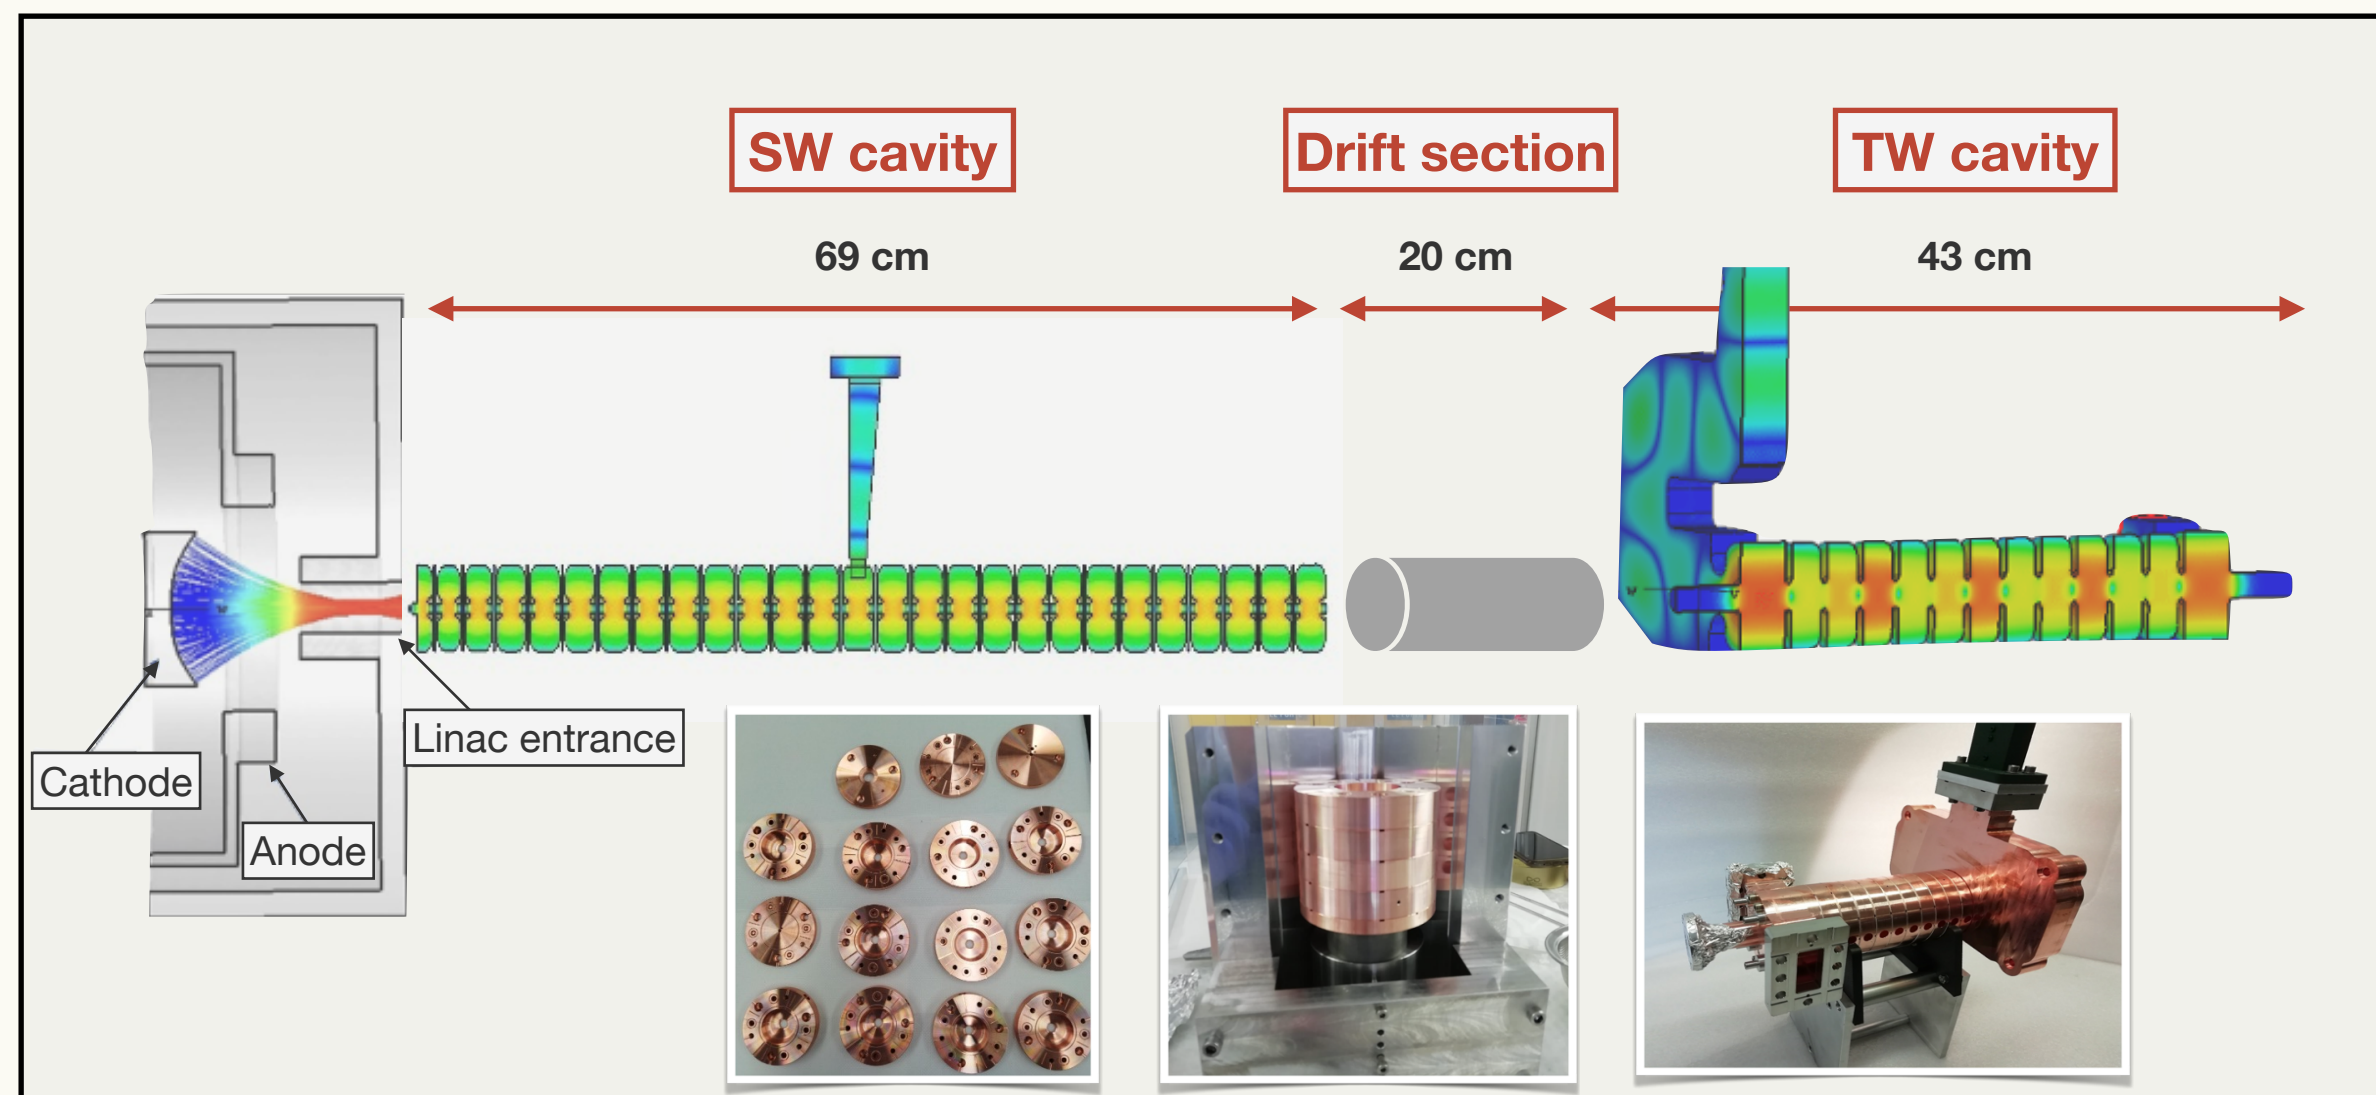 SW cavity
Drift section
TW cavity
69 cm
20 cm
43 cm
Linac entrance
Cathode
Anode